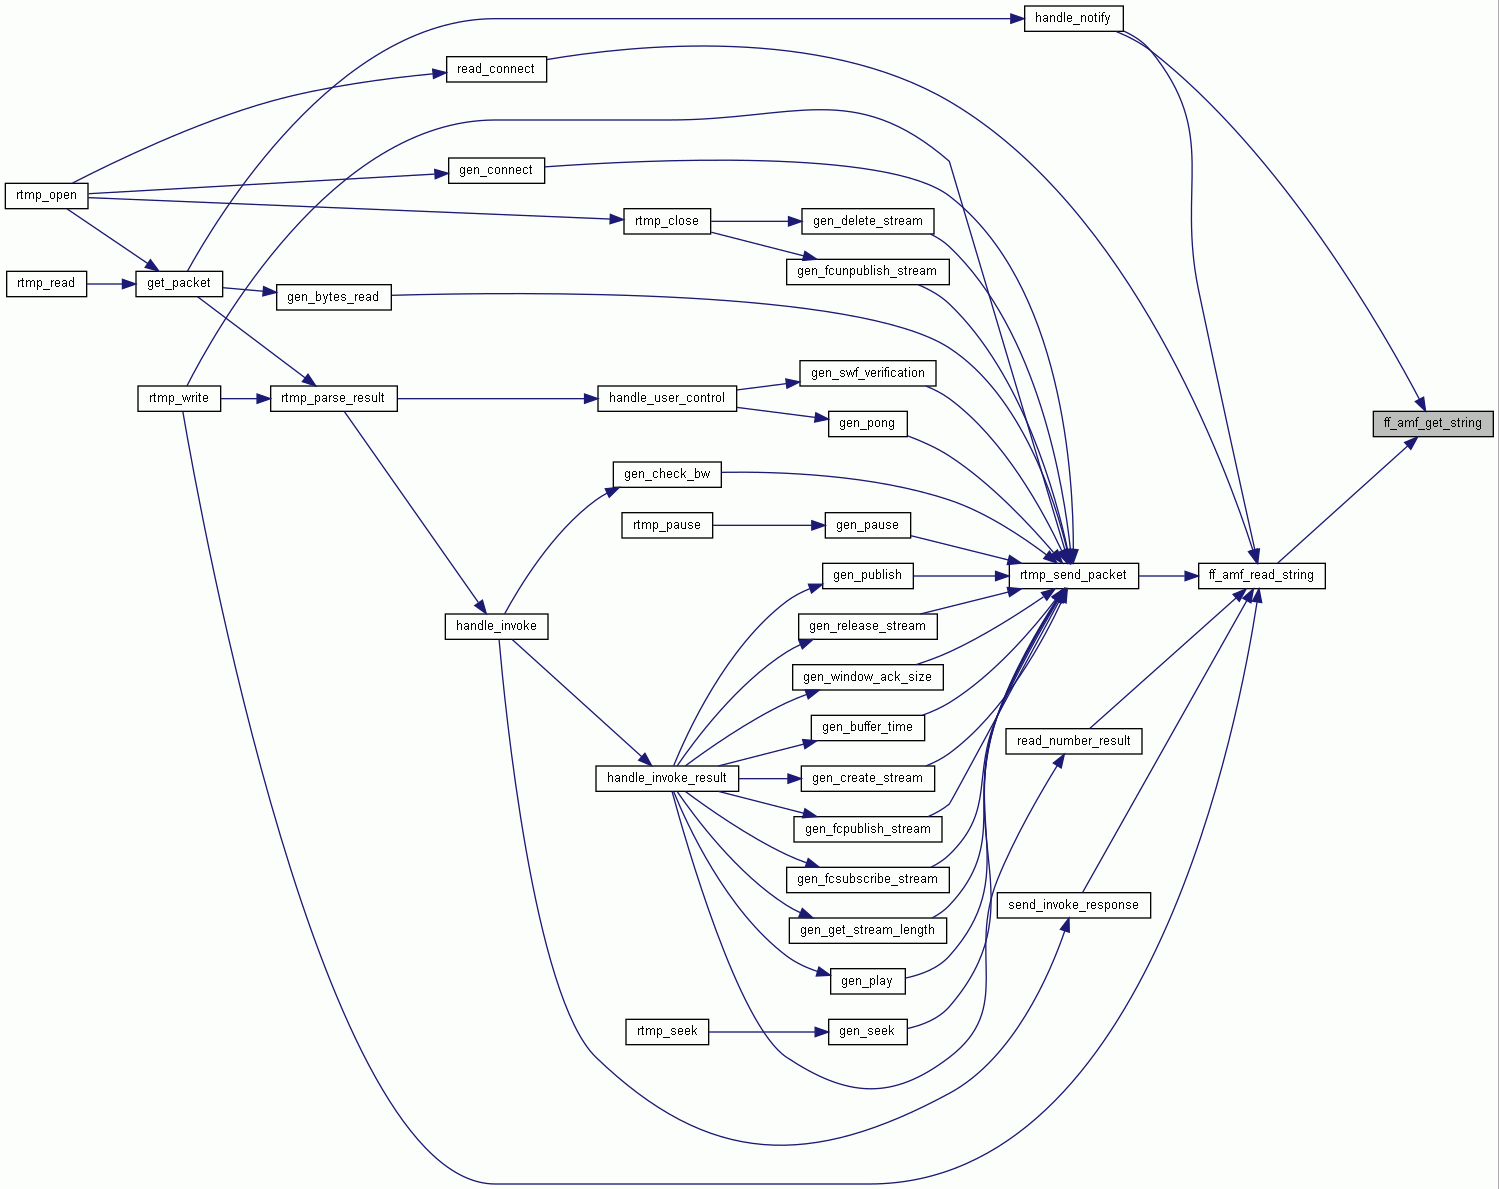 handle_notify
read_connect
gen_connect
rtmp_open
rtmp_close
gen_delete_stream
gen_fcunpublish_stream
rtmp_read
get_packet
gen_bytes_read
gen_swf_verification
rtmp_write
rtmp_parse_result
handle_user_control
gen_pong
ff_amf_get_string
gen_check_bw
rtmp_pause
gen_pause
gen_publish
rtmp_send_packet
ff_amf_read_string
handle_invoke
gen_release_stream
gen_window_ack_size
gen_buffer_time
read_number_result
handle_invoke_result
gen_create_stream
gen_fcpublish_stream
gen_fcsubscribe_stream
send_invoke_response
gen_get_stream_length
gen_play
rtmp_seek
gen_seek